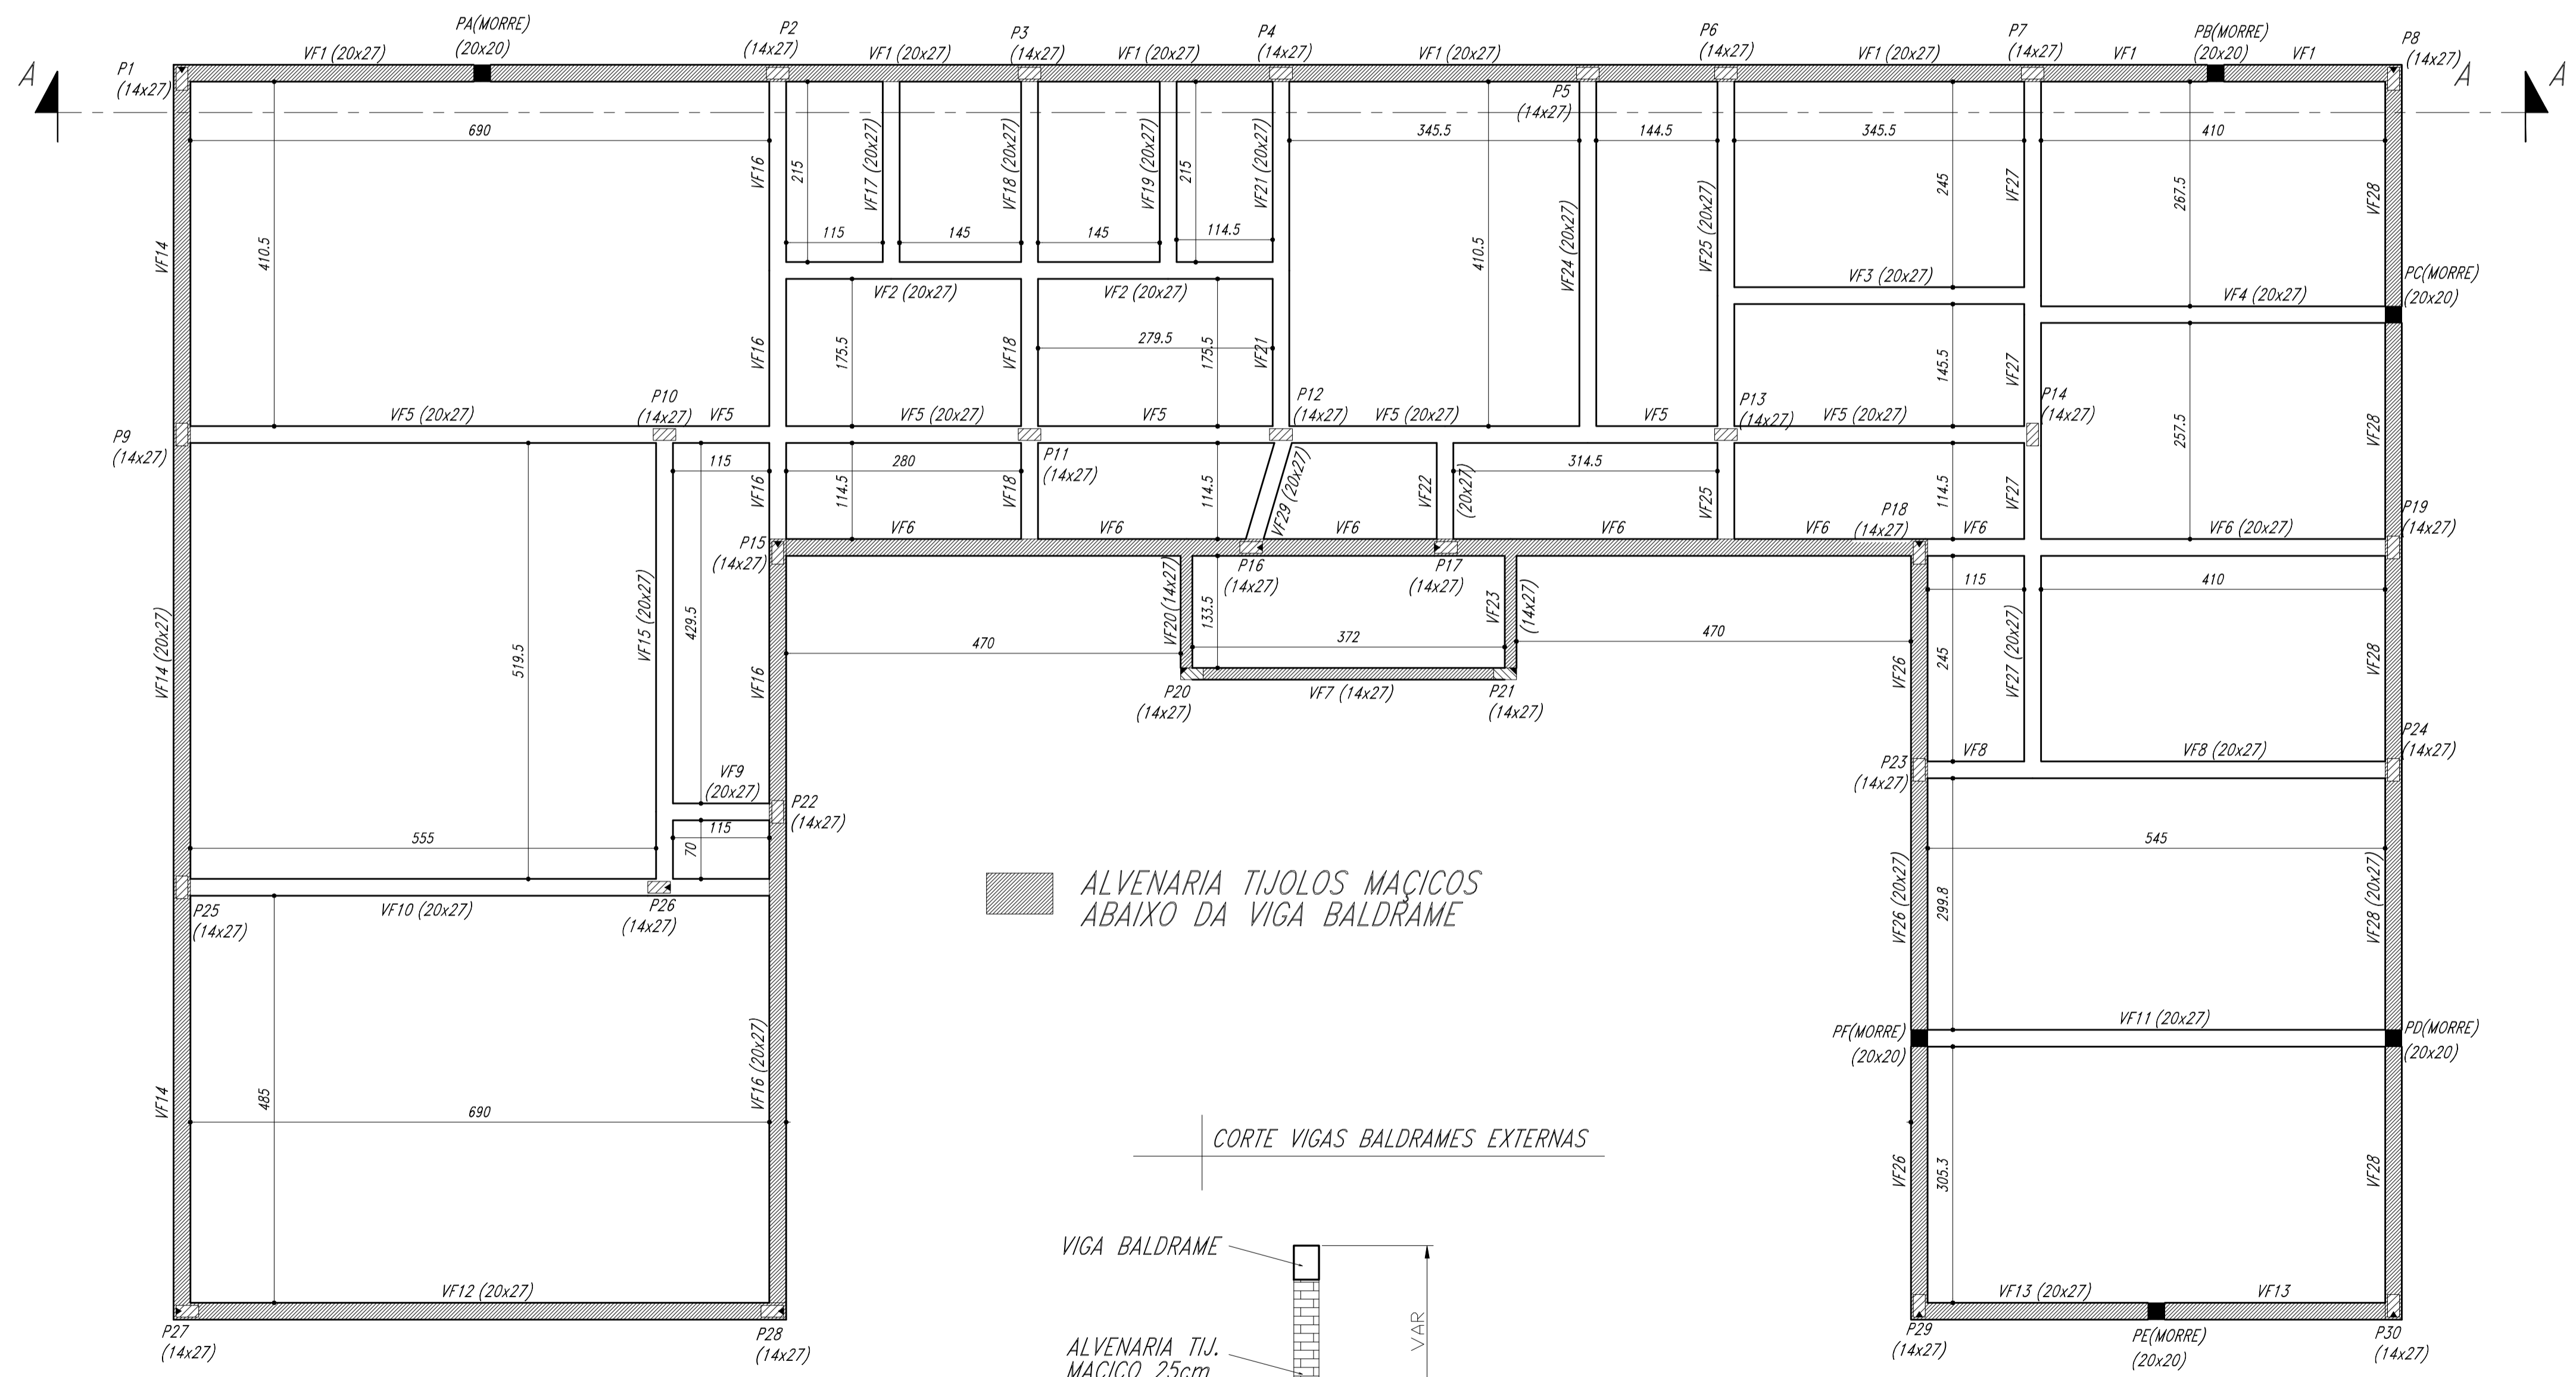 PA(MORRE)
(20x20)
VF1 (20x27)
P2
(14x27)
VF1 (20x27)
P3
(14x27)
VF1 (20x27)
P4
(14x27)
VF1 (20x27)
P6
(14x27)
VF1 (20x27)
P7
(14x27)
VF1
PB(MORRE)
(20x20)
VF1
P8
(14x27)
A
P1
(14x27)
A
A
P5
(14x27)
690
345.5
144.5
345.5
410
VF16
215
VF17 (20x27)
VF18 (20x27)
VF19 (20x27)
215
VF21 (20x27)
VF24 (20x27)
VF25 (20x27)
245
VF27
267.5
VF28
115
145
145
114.5
VF14
410.5
410.5
VF2 (20x27)
VF2 (20x27)
VF3 (20x27)
VF4 (20x27)
PC(MORRE)
(20x20)
VF16
175.5
VF18
279.5
175.5
VF21
145.5
VF27
P10
(14x27)
P12
(14x27)
P13
(14x27)
P14
(14x27)
VF5 (20x27)
VF5
VF5 (20x27)
VF5
VF5 (20x27)
VF5
VF5 (20x27)
257.5
VF28
P9
(14x27)
115
280
P11
(14x27)
314.5
VF16
114.5
VF18
114.5
VF29 (20x27)
VF22
(20x27)
VF25
114.5
VF27
P18
(14x27)
P19
(14x27)
VF6
VF6
VF6
VF6
VF6
VF6
VF6 (20x27)
P15
(14x27)
P16
(14x27)
P17
(14x27)
115
410
VF14 (20x27)
519.5
VF15 (20x27)
429.5
VF16
VF20 (14x27)
133.5
VF23
(14x27)
470
372
470
VF26
245
VF27 (20x27)
VF28
P20
(14x27)
VF7 (14x27)
P21
(14x27)
P24
(14x27)
VF8
VF8 (20x27)
P23
(14x27)
VF9
(20x27)
P22
(14x27)
115
555
70
545
ALVENARIA TIJOLOS MAÇICOS
ABAIXO DA VIGA BALDRAME
P25
(14x27)
VF10 (20x27)
P26
(14x27)
VF26 (20x27)
299.8
VF28 (20x27)
VF11 (20x27)
PF(MORRE)
(20x20)
PD(MORRE)
(20x20)
VF14
485
690
VF16 (20x27)
CORTE VIGAS BALDRAMES EXTERNAS
VF26
305.3
VF28
VIGA BALDRAME
VAR
VF12 (20x27)
VF13 (20x27)
VF13
P27
(14x27)
P28
(14x27)
P29
(14x27)
PE(MORRE)
(20x20)
P30
(14x27)
ALVENARIA TIJ.
MACIÇO 25cm